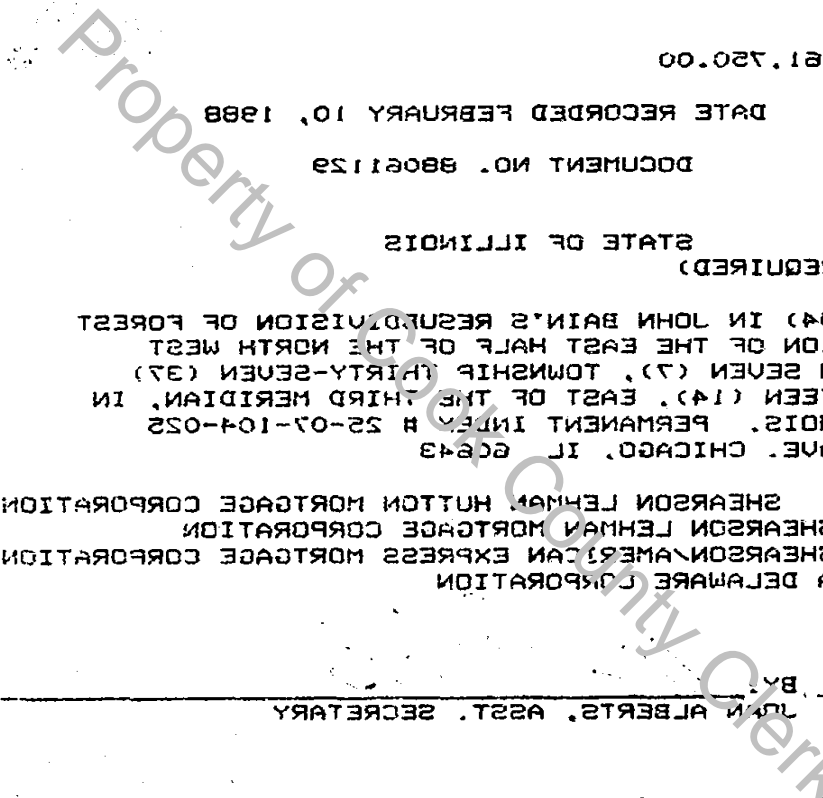 61,750.00
DATE RECORDED FEBRUARY 10, 1988
DOCUMENT NO. 88061129
STATE OF ILLINOIS
REQUIRED)
64) IN JOHN BAIN'S RESUBDIVISION OF FOREST
ION OF THE EAST HALF OF THE NORTH WEST
N SEVEN (7), TOWNSHIP THIRTY-SEVEN (37)
TEEN (14), EAST OF THE THIRD MERIDIAN, IN
NOIS. PERMANENT INDEX # 25-07-104-025
AVE. CHICAGO, IL 60643
SHEARSON LEHMAN HUTTON MORTGAGE CORPORATION
SHEARSON LEHMAN MORTGAGE CORPORATION
SHEARSON/AMERICAN EXPRESS MORTGAGE CORPORATION
A DELAWARE CORPORATION
BY:
JOAN ALBERTS, ASST. SECRETARY
Property of Cook County Clerk